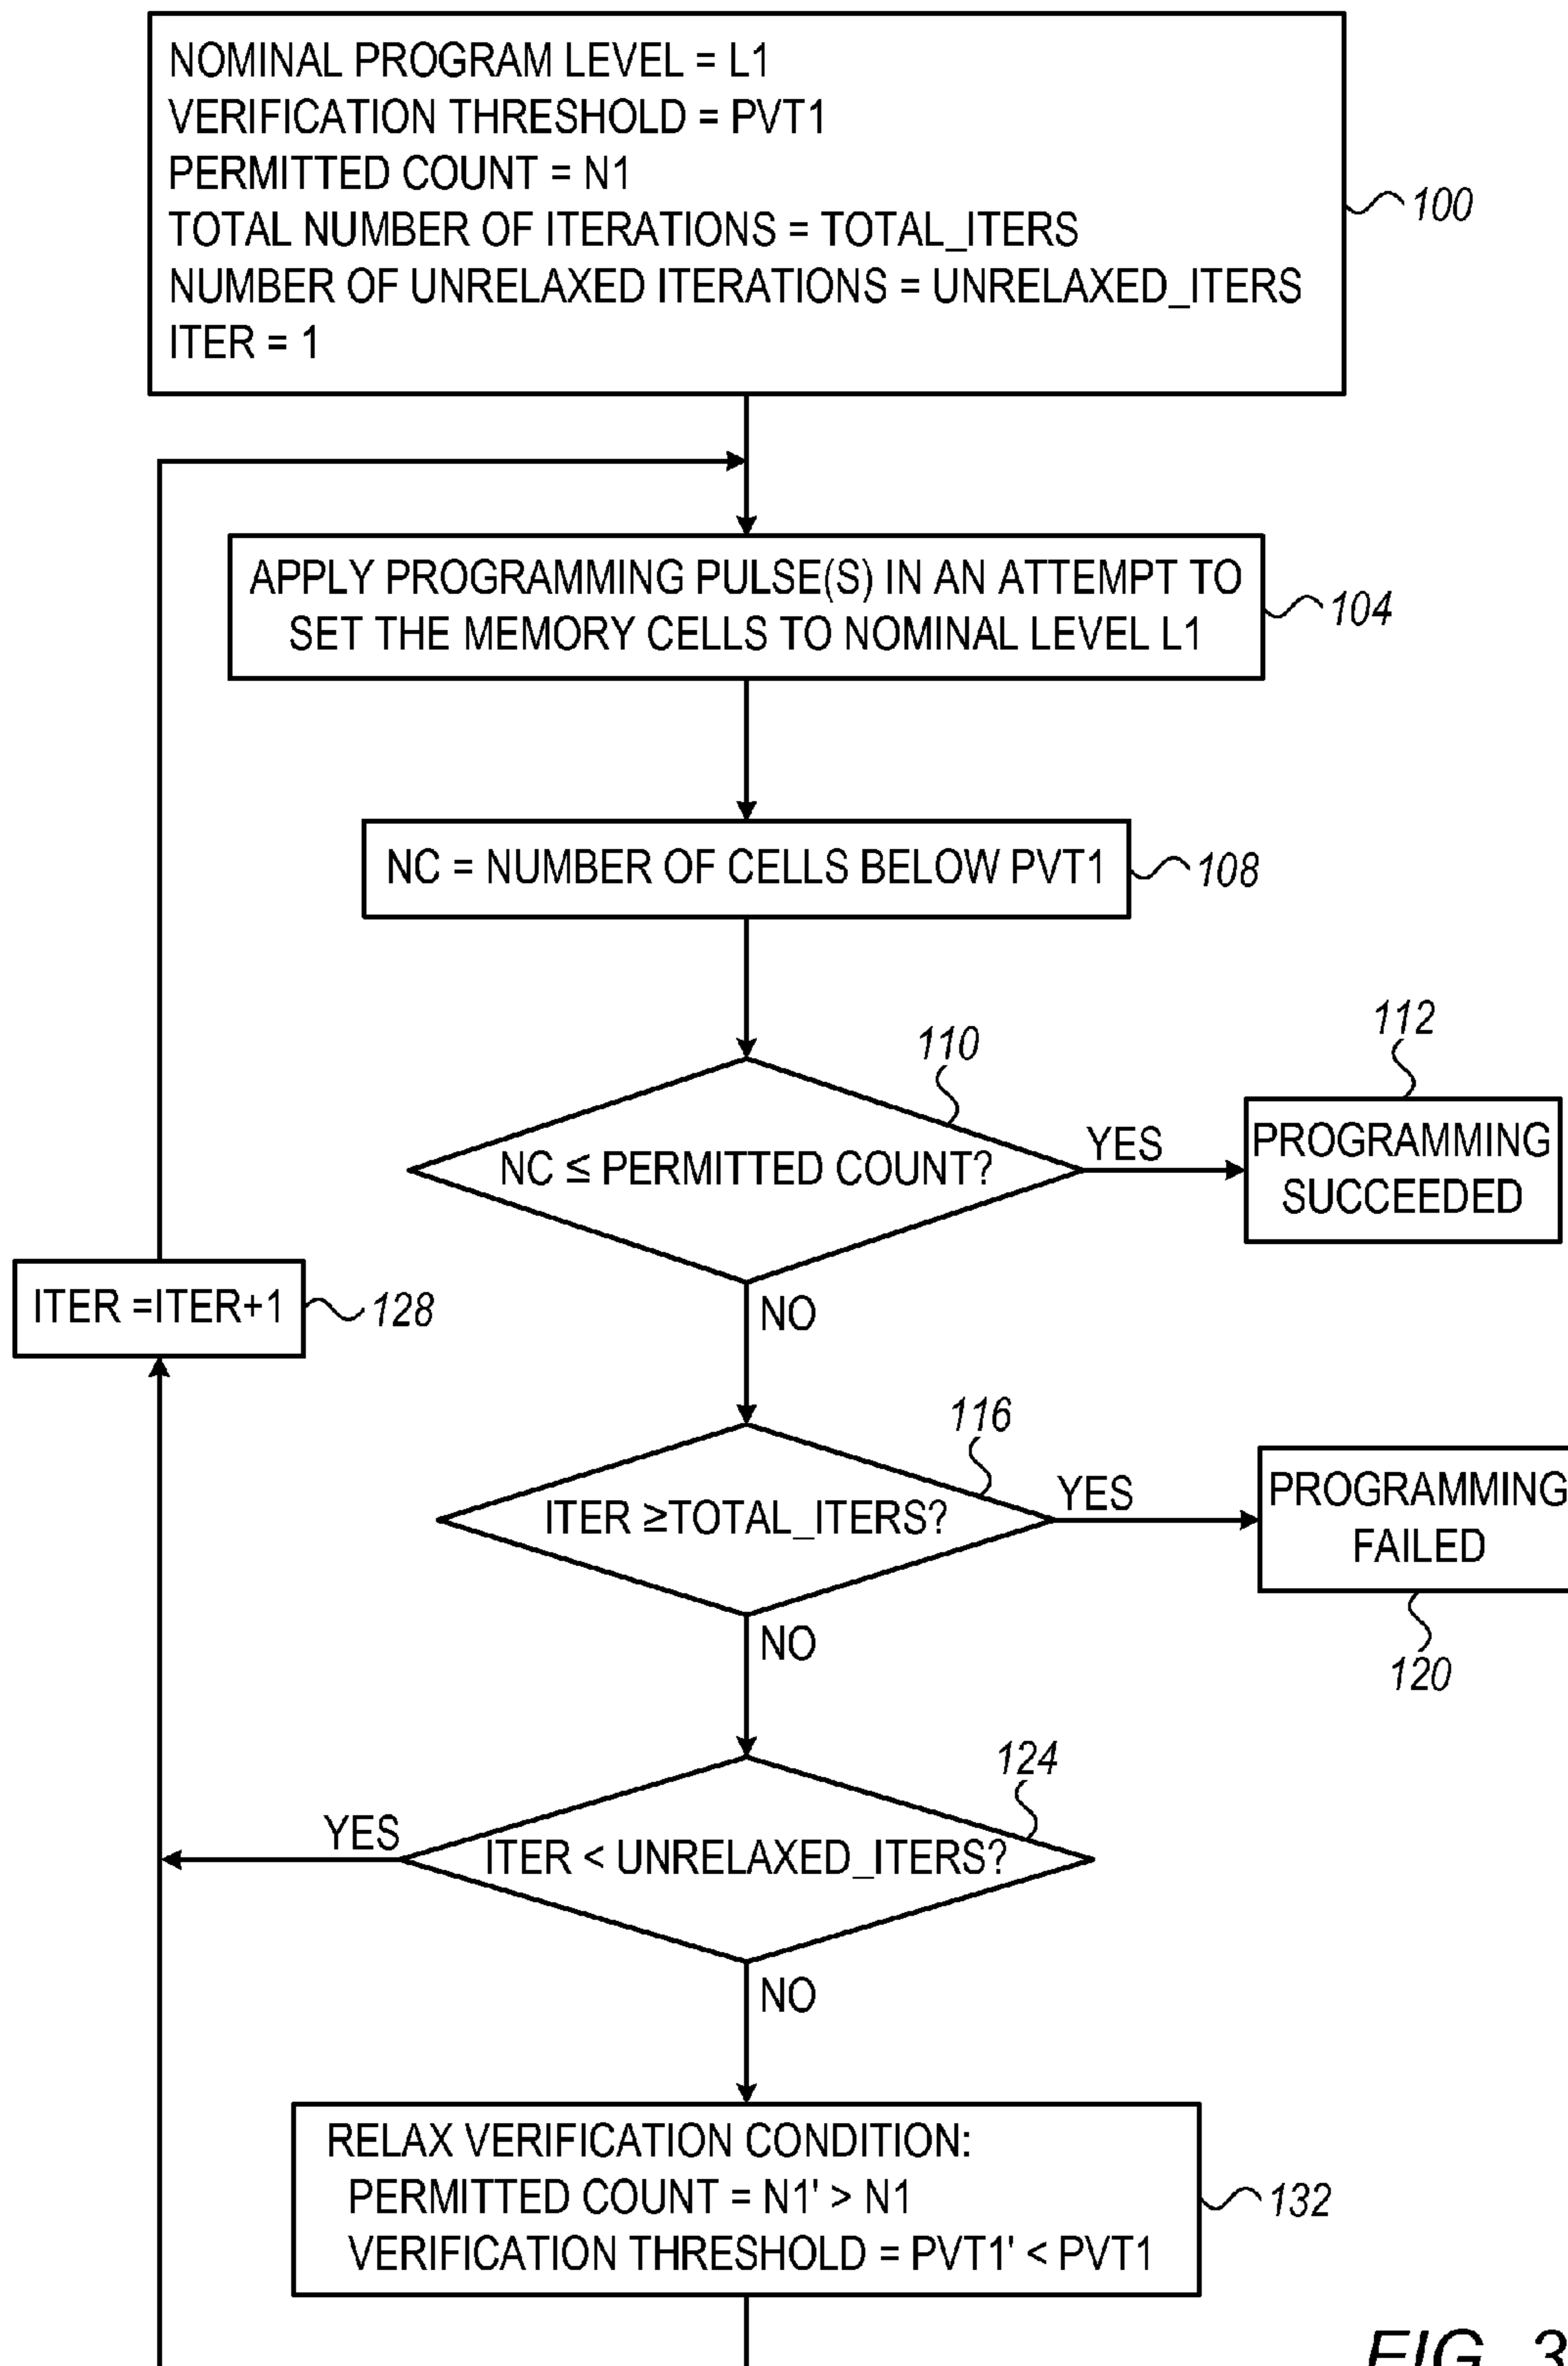 NOMINAL PROGRAM LEVEL = L1
VERIFICATION THRESHOLD = PVT1
PERMITTED COUNT = N1
TOTAL NUMBER OF ITERATIONS = TOTAL_ITERS
NUMBER OF UNRELAXED ITERATIONS = UNRELAXED_ITERS
ITER = 1
100
APPLY PROGRAMMING PULSE(S) IN AN ATTEMPT TO
SET THE MEMORY CELLS TO NOMINAL LEVEL L1
104
NC = NUMBER OF CELLS BELOW PVT1
108
110
NC ≤ PERMITTED COUNT?
YES
112
PROGRAMMING
SUCCEEDED
NO
ITER =ITER+1
128
116
ITER ≥TOTAL_ITERS?
YES
PROGRAMMING
FAILED
120
NO
124
ITER < UNRELAXED_ITERS?
YES
NO
RELAX VERIFICATION CONDITION:
PERMITTED COUNT = N1' > N1
VERIFICATION THRESHOLD = PVT1' < PVT1
132
FIG. 3